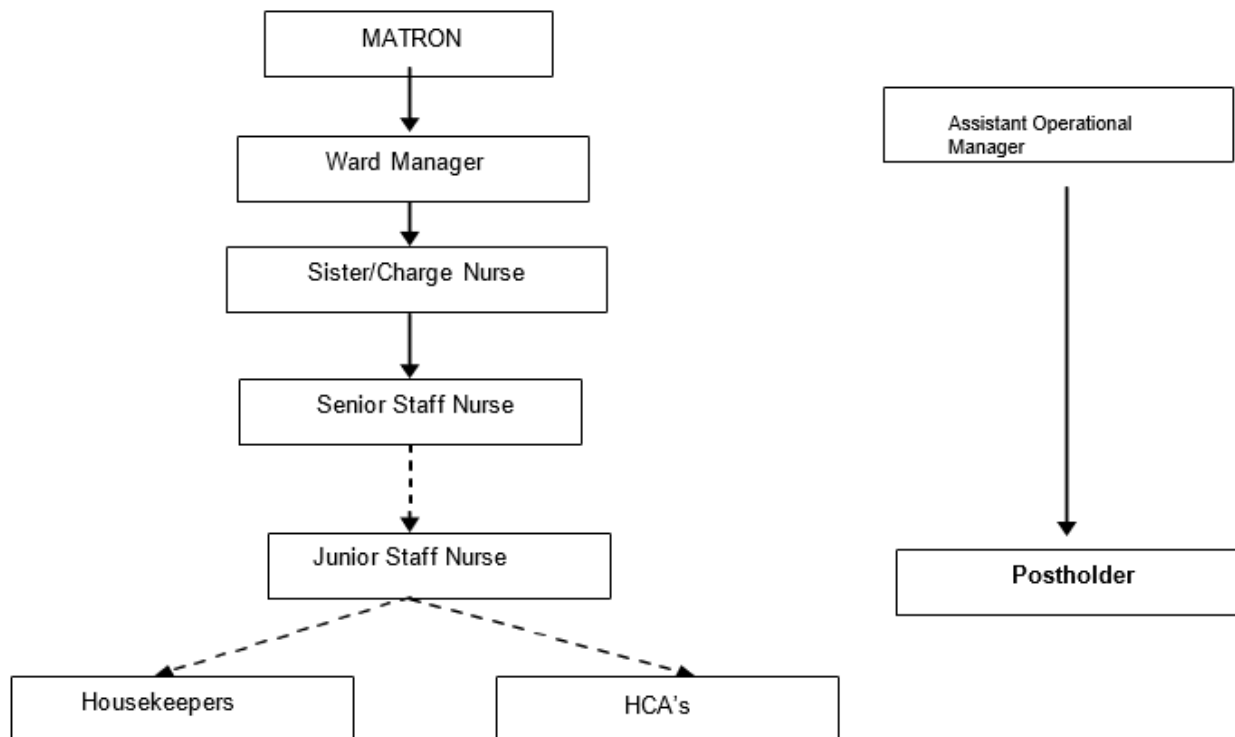 MATRON
Assistant Operational
Manager
Ward Manager
Sister/Charge Nurse
Senior Staff Nurse
Junior Staff Nurse
Postholder
Housekeepers
HCA's